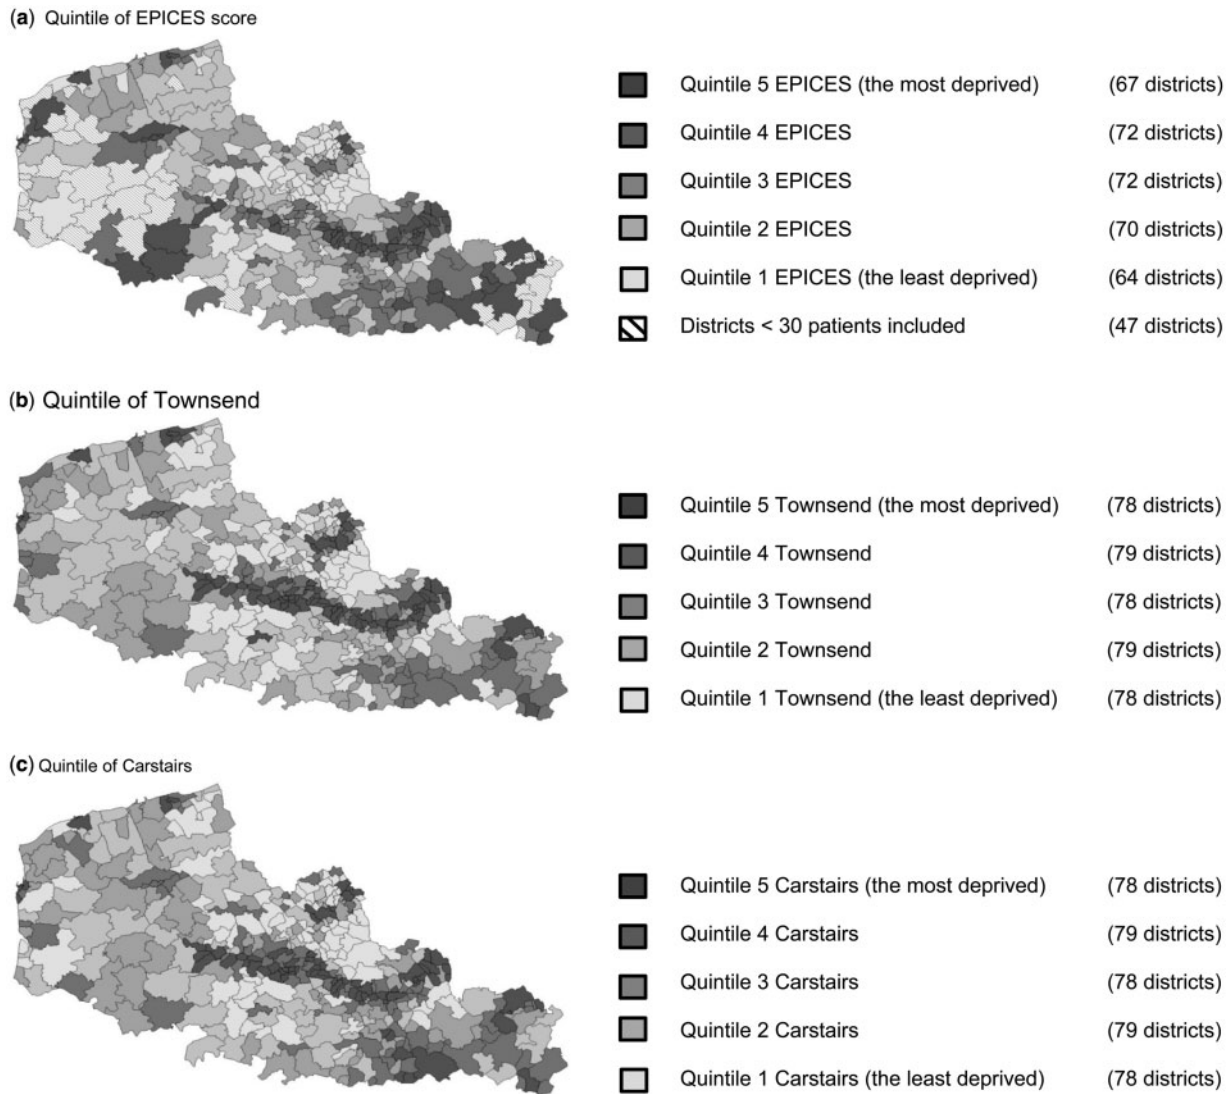 (a) Quintile of EPICES score
Quintile 5 EPICES (the most deprived) (67 districts)
Quintile 4 EPICES (72 districts)
Quintile 3 EPICES (72 districts)
Quintile 2 EPICES (70 districts)
Quintile 1 EPICES (the least deprived) (64 districts)
Districts < 30 patients included (47 districts)
(b) Quintile of Townsend
Quintile 5 Townsend (the most deprived) (78 districts)
Quintile 4 Townsend (79 districts)
Quintile 3 Townsend (78 districts)
Quintile 2 Townsend (79 districts)
Quintile 1 Townsend (the least deprived) (78 districts)
(c) Quintile of Carstairs
Quintile 5 Carstairs (the most deprived) (78 districts)
Quintile 4 Carstairs (79 districts)
Quintile 3 Carstairs (78 districts)
Quintile 2 Carstairs (79 districts)
Quintile 1 Carstairs (the least deprived) (78 districts)